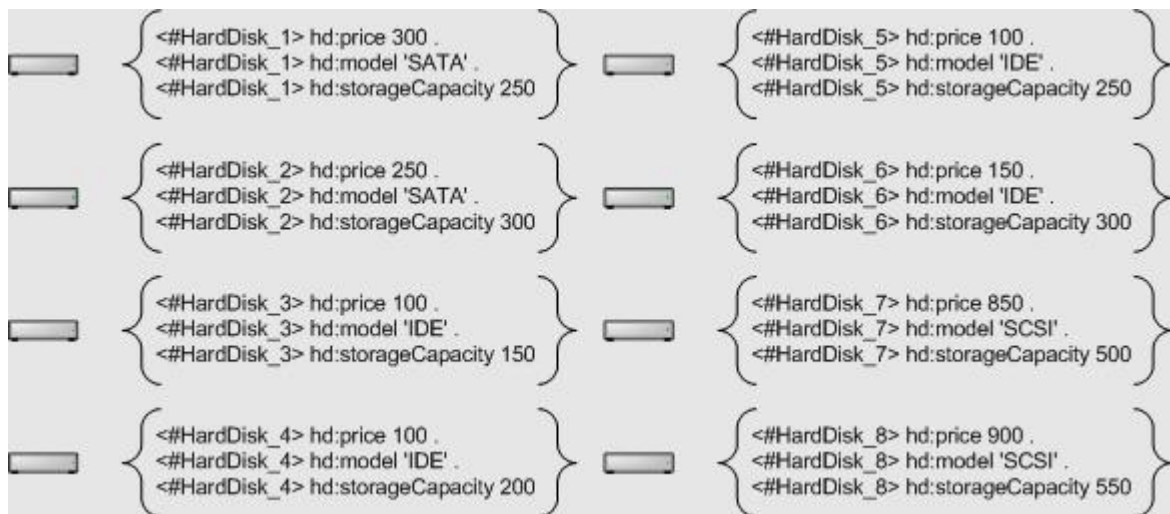 <#HardDisk_1> hd:price 300 .
<#HardDisk_1> hd:model 'SATA' .
<#HardDisk_1> hd:storageCapacity 250
<#HardDisk_2> hd:price 250 .
<#HardDisk_2> hd:model 'SATA' .
<#HardDisk_2> hd:storageCapacity 300
<#HardDisk_3> hd:price 100 .
<#HardDisk_3> hd:model 'IDE' .
<#HardDisk_3> hd:storageCapacity 150
<#HardDisk_4> hd:price 100 .
<#HardDisk_4> hd:model 'IDE' .
<#HardDisk_4> hd:storageCapacity 200
<#HardDisk_5> hd:price 100 .
<#HardDisk_5> hd:model 'IDE' .
<#HardDisk_5> hd:storageCapacity 250
<#HardDisk_6> hd:price 150 .
<#HardDisk_6> hd:model 'IDE' .
<#HardDisk_6> hd:storageCapacity 300
<#HardDisk_7> hd:price 850 .
<#HardDisk_7> hd:model 'SCSI' .
<#HardDisk_7> hd:storageCapacity 500
<#HardDisk_8> hd:price 900 .
<#HardDisk_8> hd:model 'SCSI' .
<#HardDisk_8> hd:storageCapacity 550